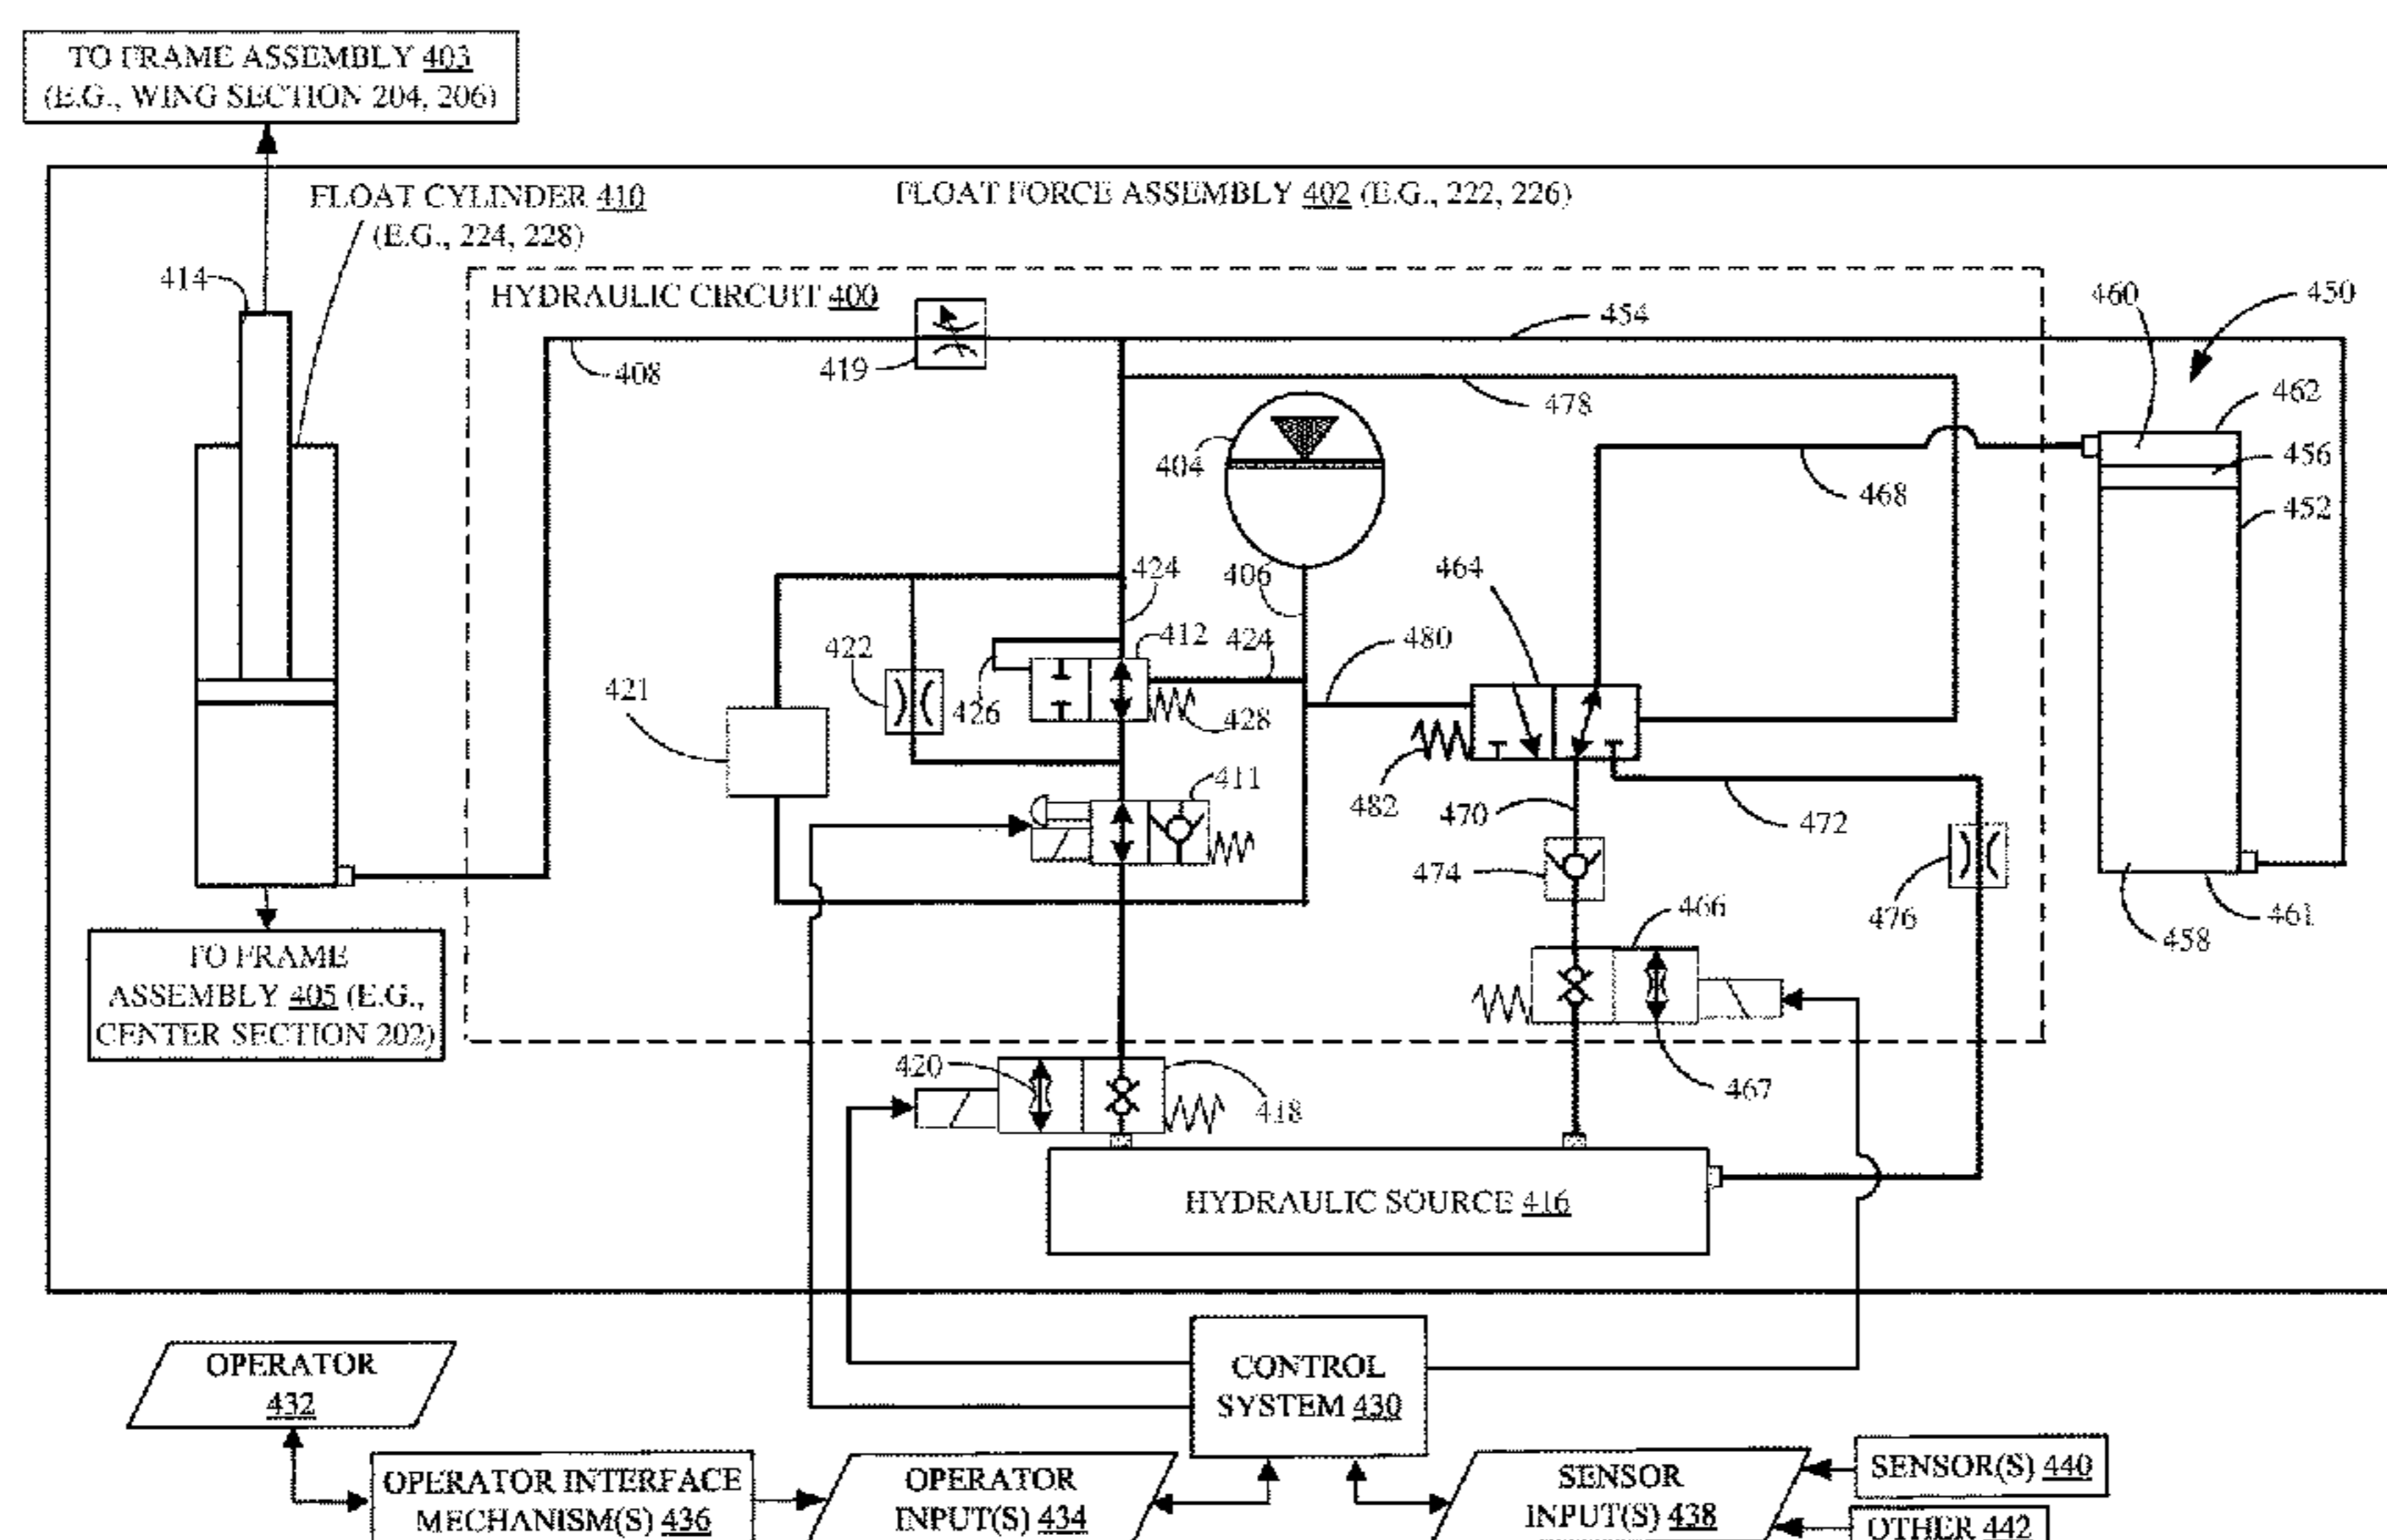 TO FRAME ASSEMBLY 403
(E.G., WING SECTION 204, 206)
FLOAT CYLINDER 410
(E.G., 224, 228)
FLOAT FORCE ASSEMBLY 402 (E.G., 222, 226)
414
HYDRAULIC CIRCUIT 400
460
450
454
408
419
478
462
404
456
468
452
424
406
464
422
412
424
480
421
426
428
482
411
470
472
474
476
466
461
458
TO FRAME
ASSEMBLY 405 (E.G.,
CENTER SECTION 202)
420
418
467
HYDRAULIC SOURCE 416
OPERATOR
432
CONTROL
SYSTEM 430
OPERATOR INTERFACE
MECHANISM(S) 436
OPERATOR
INPUT(S) 434
SENSOR
INPUT(S) 438
SENSOR(S) 440
OTHER 442